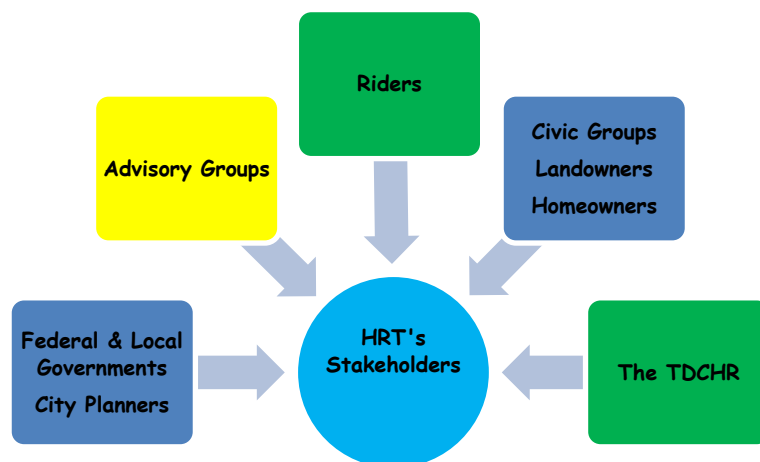 Riders
Advisory Groups
Civic Groups
Landowners
Homeowners
Federal & Local
Governments
City Planners
HRT's
Stakeholders
The TDCHR